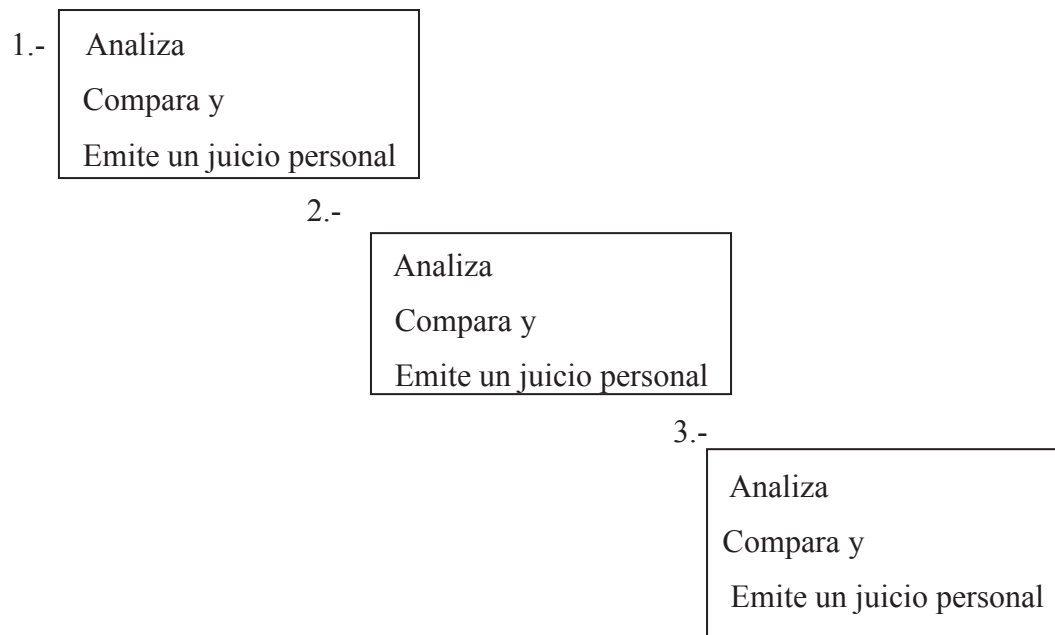 1.- Analiza
Compara y
Emite un juicio personal
2.-
Analiza
Compara y
Emite un juicio personal
3.-
Analiza
Compara y
Emite un juicio personal